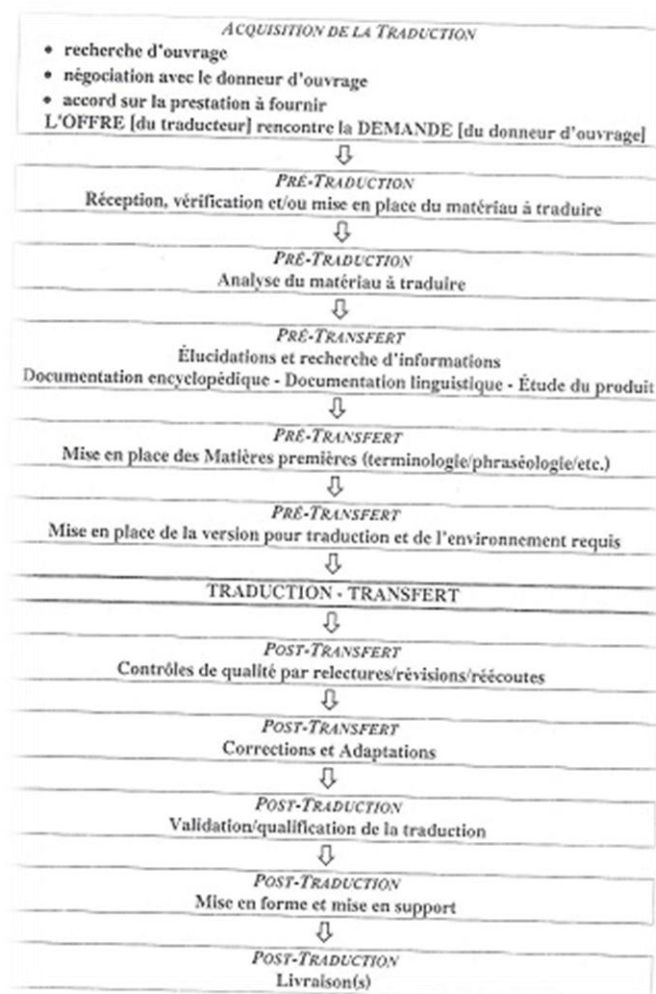 ACQUISITION DE LA TRADUCTION
• recherche d'ouvrage
• négociation avec le donneur d'ouvrage
• accord sur la prestation à fournir
L'OFFRE [du traducteur] rencontre la DEMANDE [du donneur d'ouvrage]
PRÉ-TRADUCTION
Réception, vérification et/ou mise en place du matériau à traduire
PRÉ-TRADUCTION
Analyse du matériau à traduire
PRÉ-TRANSFERT
Élucidations et recherche d'informations
Documentation encyclopédique - Documentation linguistique - Étude du produit
PRÉ-TRANSFERT
Mise en place des Matières premières (terminologie/phraséologie/etc.)
PRÉ-TRANSFERT
Mise en place de la version pour traduction et de l'environnement requis
TRADUCTION - TRANSFERT
POST-TRANSFERT
Contrôles de qualité par relectures/révisions/réécoutes
POST-TRANSFERT
Corrections et Adaptations
POST-TRADUCTION
Validation/qualification de la traduction
POST-TRADUCTION
Mise en forme et mise en support
POST-TRADUCTION
Livraison(s)